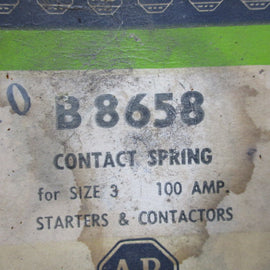 0
B 8658
CONTACT SPRING
for SIZE 3 100 AMP.
STARTERS & CONTACTORS
AB